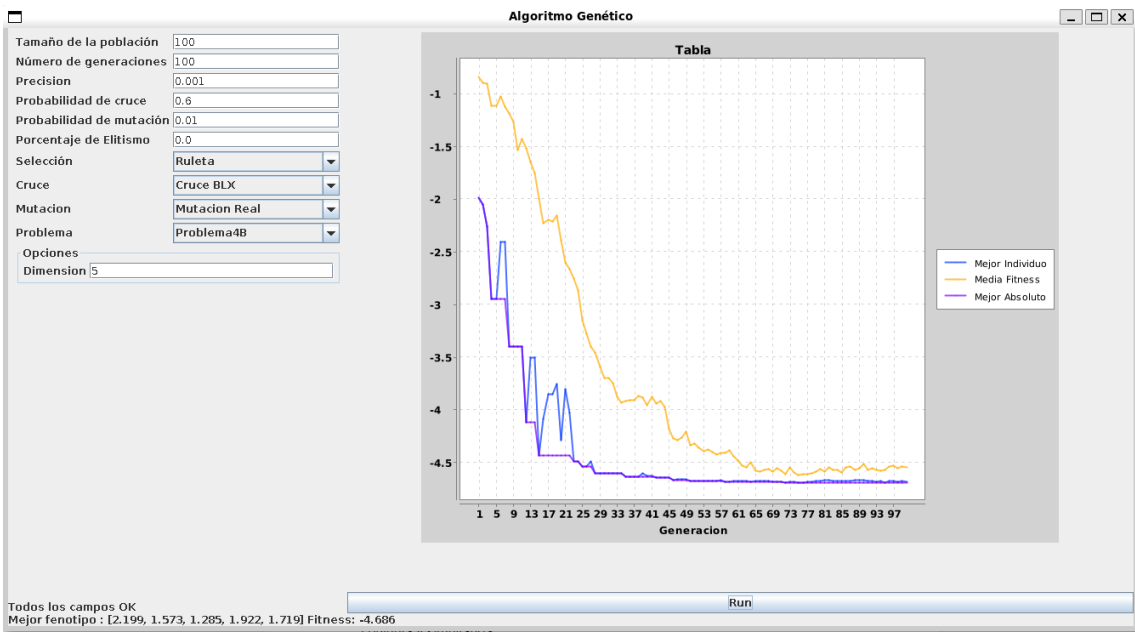 Algoritmo Genético
Tamaño de la población 100
Número de generaciones 100
Precision 0.001
Probabilidad de cruce 0.6
Probabilidad de mutación 0.01
Porcentaje de Elitismo 0.0
Selección Ruleta
Cruce Cruce BLX
Mutacion Mutacion Real
Problema Problema4B
Opciones
Dimension 5
Tabla
-1
-1.5
-2
-2.5
-3
-3.5
-4
-4.5
1 5 9 13 17 21 25 29 33 37 41 45 49 53 57 61 65 69 73 77 81 85 89 93 97
Generacion
Mejor Individuo
Media Fitness
Mejor Absoluto
Run
Todos los campos OK
Mejor fenotipo : [2.199, 1.573, 1.285, 1.922, 1.719] Fitness: -4.686